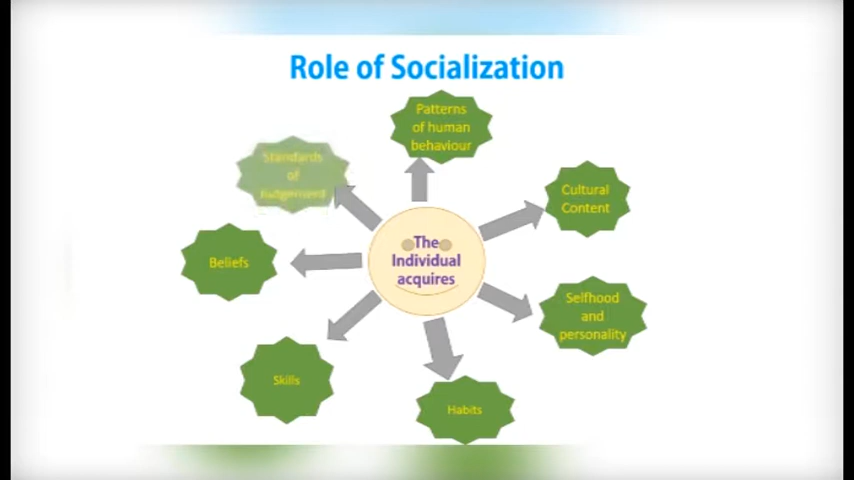 Role of Socialization
Patterns
of human
behaviour
Cultural
Content
Selfhood
and
personality
Habits
Skills
Beliefs
Standards
of
Judgement
The
Individual
acquires